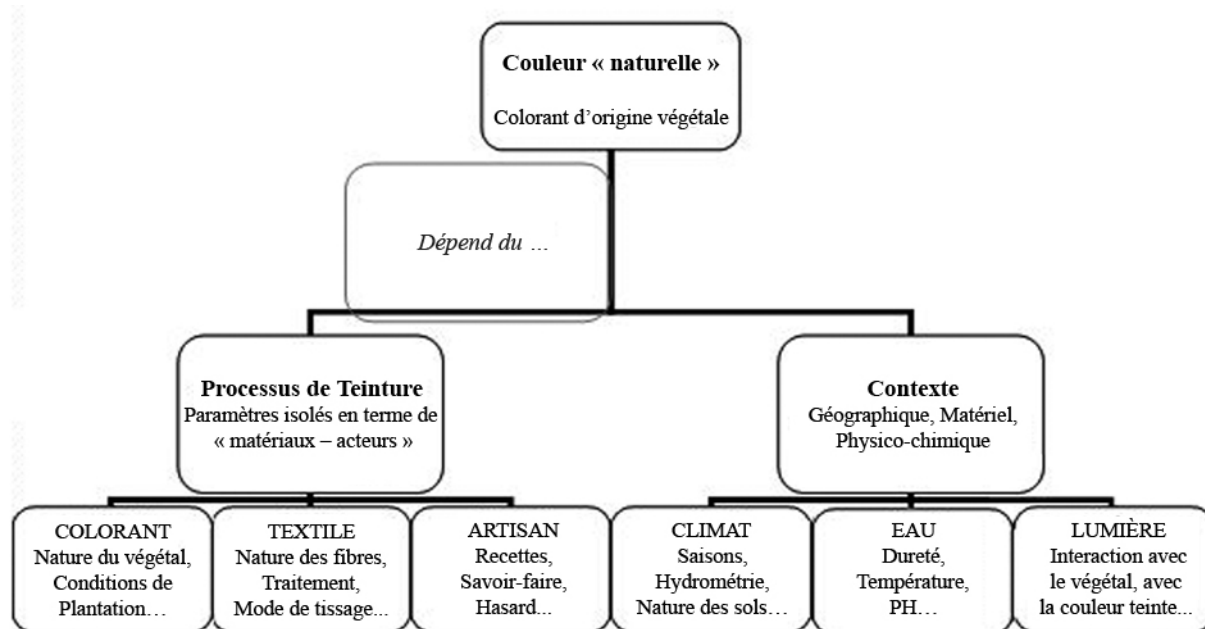 Couleur « naturelle »
Colorant d’origine végétale
Dépend du …
Processus de Teinture
Paramètres isolés en terme de
« matériaux – acteurs »
Contexte
Géographique, Matériel,
Physico-chimique
COLORANT
Nature du végétal,
Conditions de
Plantation…
TEXTILE
Nature des fibres,
Traitement,
Mode de tissage...
ARTISAN
Recettes,
Savoir-faire,
Hasard...
CLIMAT
Saisons,
Hydrométrie,
Nature des sols…
EAU
Dureté,
Température,
PH…
LUMIÈRE
Interaction avec
le végétal, avec
la couleur teinte...